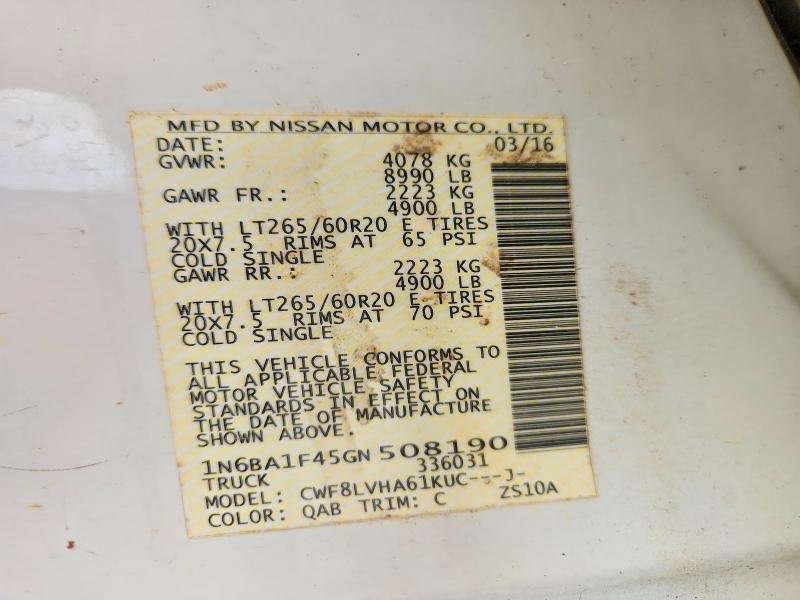 MFD BY NISSAN MOTOR CO., LTD.
DATE: 03/16
GVWR: 4078 KG
8990 LB
GAWR FR.: 2223 KG
4900 LB
WITH LT265/60R20 E TIRES
20X7.5 RIMS AT 65 PSI
COLD SINGLE
GAWR RR.: 2223 KG
4900 LB
WITH LT265/60R20 E TIRES
20X7.5 RIMS AT 70 PSI
COLD SINGLE
THIS VEHICLE CONFORMS TO
ALL APPLICABLE FEDERAL
MOTOR VEHICLE SAFETY
STANDARDS IN EFFECT ON
THE DATE OF MANUFACTURE
SHOWN ABOVE.
1N6BA1F45GN 508190
TRUCK 336031
MODEL: CWF8LVHA61KUC---J-
COLOR: QAB TRIM: C ZS10A